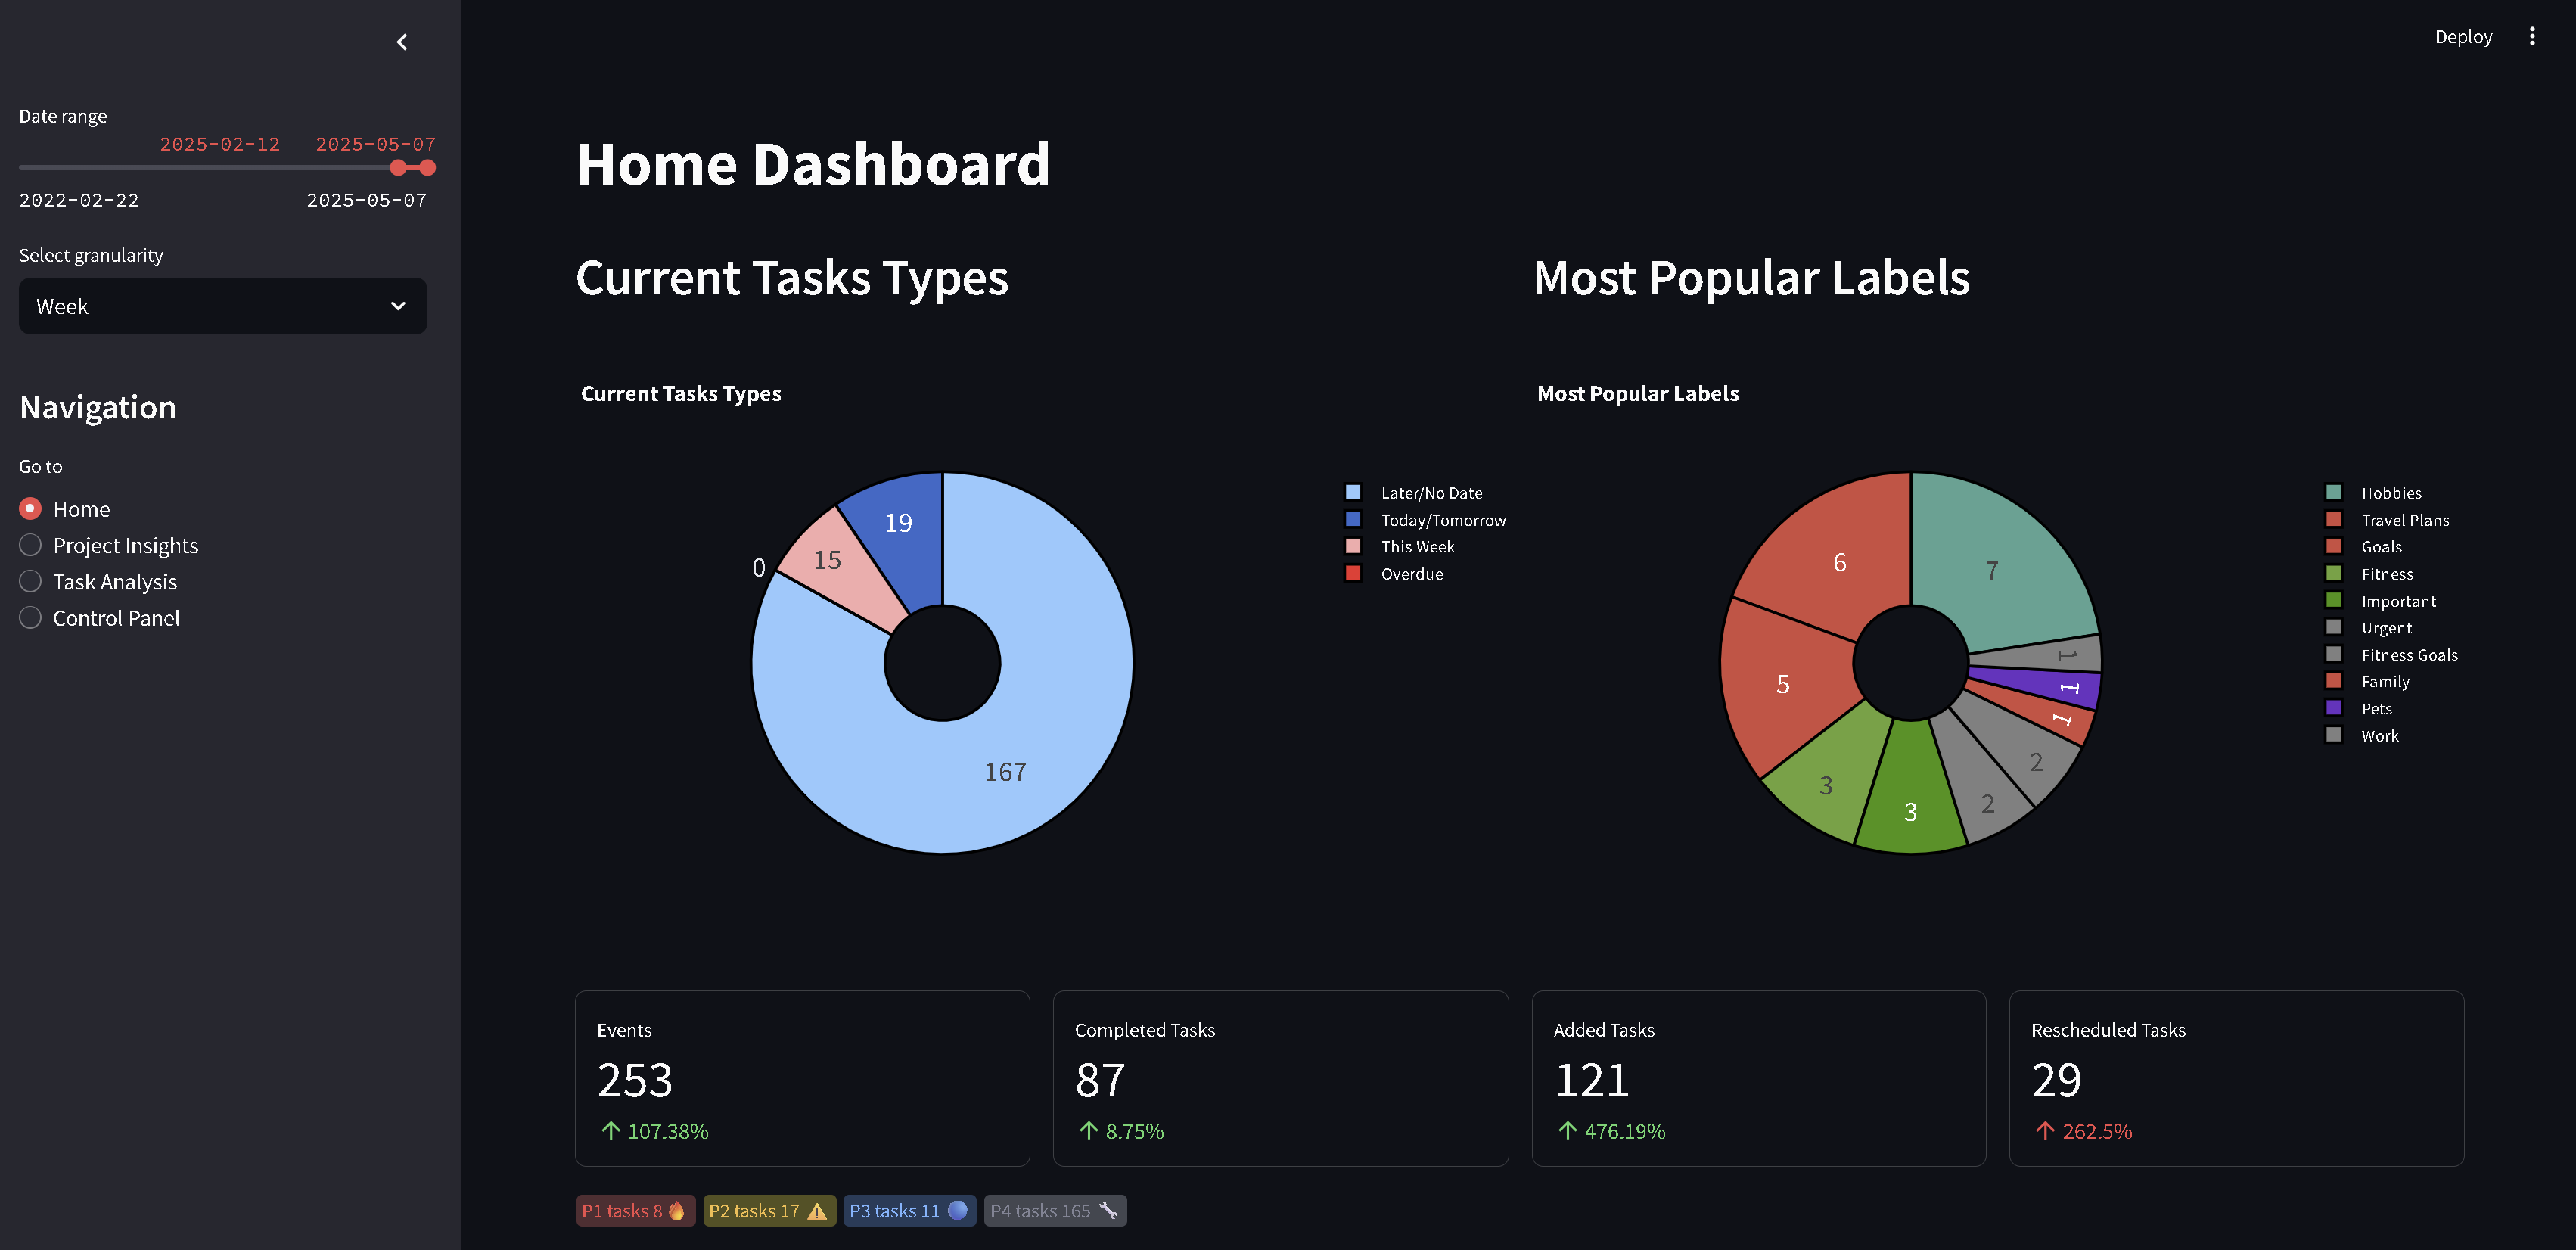 Deploy
Date range
2025-02-12 2025-05-07
2022-02-22 2025-05-07
Select granularity
Week
Navigation
Go to
Home
Project Insights
Task Analysis
Control Panel
Home Dashboard
Current Tasks Types
Current Tasks Types
19
15
0
167
Later/No Date
Today/Tomorrow
This Week
Overdue
Most Popular Labels
Most Popular Labels
7
6
5
3
3
2
2
1
1
1
Hobbies
Travel Plans
Goals
Fitness
Important
Urgent
Fitness Goals
Family
Pets
Work
Events
253
107.38%
Completed Tasks
87
8.75%
Added Tasks
121
476.19%
Rescheduled Tasks
29
262.5%
P1 tasks 8
P2 tasks 17
P3 tasks 11
P4 tasks 165